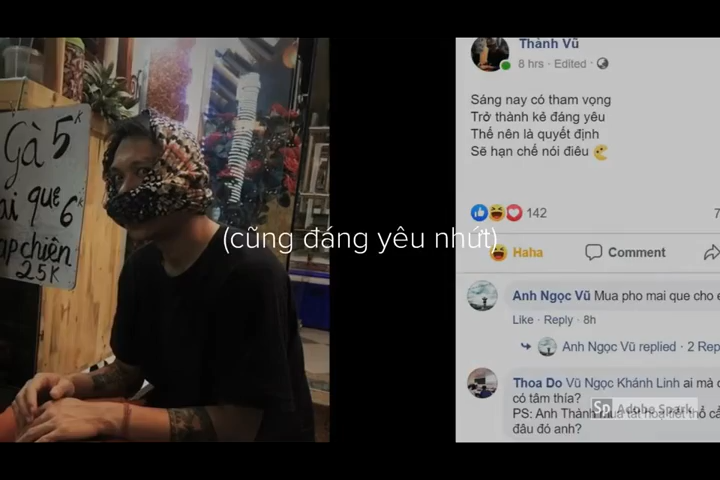 Gà 5k
que 6k
chiên
25K
(cũng đáng yêu nhứt)
Thành Vũ
8 hrs · Edited ·
Sáng nay có tham vọng
Trở thành kẻ đáng yêu
Thế nên là quyết định
Sẽ hạn chế nói điêu
142
7
Haha
Comment
Anh Ngọc Vũ Mua pho mai que cho e
Like · Reply · 8h
Anh Ngọc Vũ replied · 2 Rep
Thoa Do Vũ Ngọc Khánh Linh ai mà
có tâm thía?
PS: Anh Thành
đâu đó anh?
Sp Adobe Spark